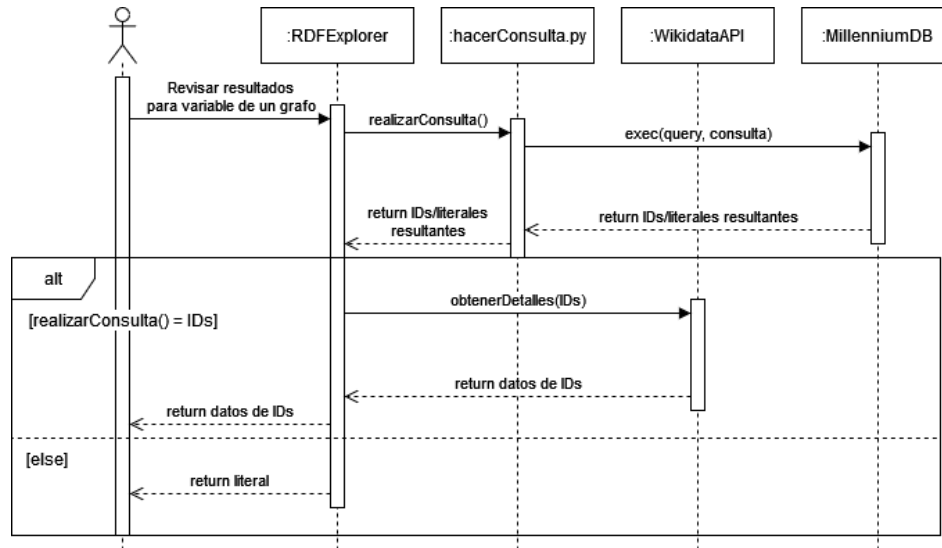 :RDFExplorer
:hacerConsulta.py
:WikidataAPI
:MillenniumDB
Revisar resultados
para variable de un grafo
realizarConsulta()
exec(query, consulta)
return IDs/literales
resultantes
return IDs/literales resultantes
alt
[realizarConsulta() = IDs]
obtenerDetalles(IDs)
return datos de IDs
return datos de IDs
[else]
return literal